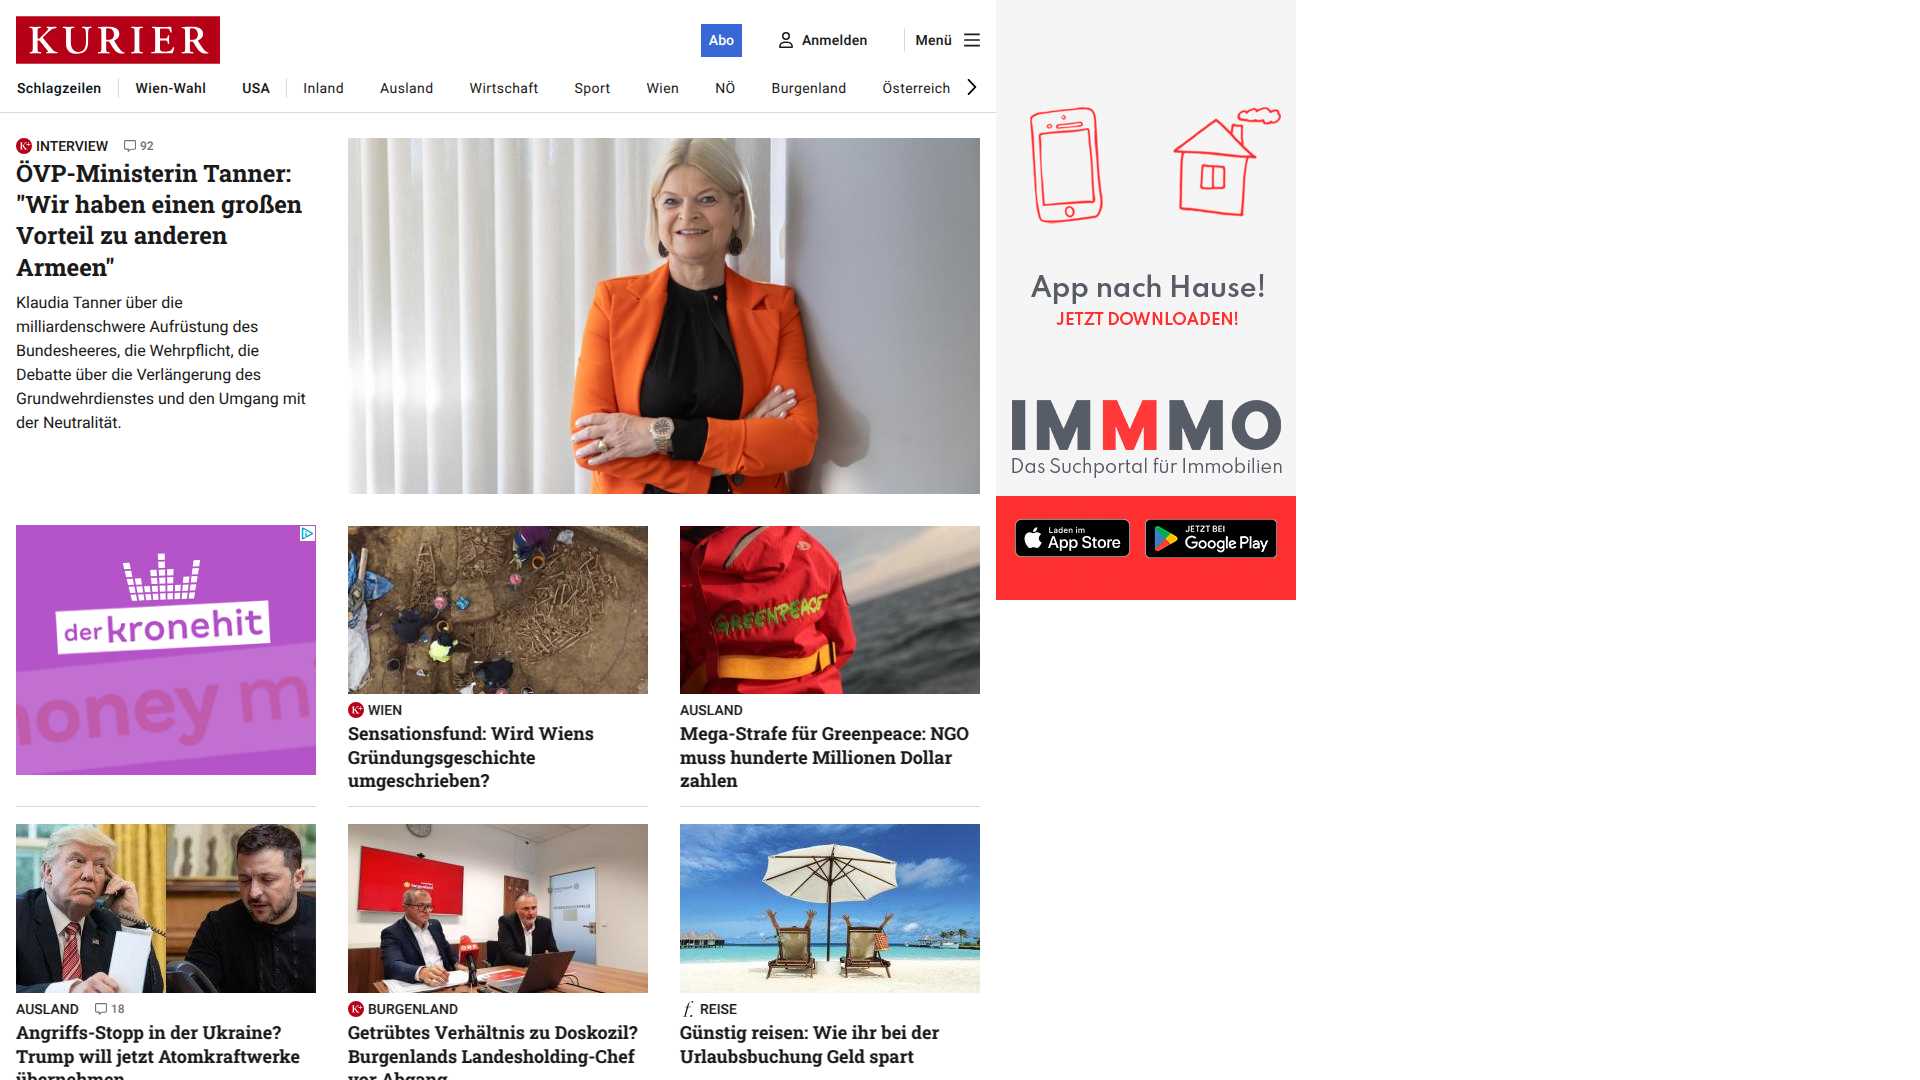 KURIER
Abo
Anmelden
Menü
Schlagzeilen
Wien-Wahl
USA
Inland
Ausland
Wirtschaft
Sport
Wien
NÖ
Burgenland
Österreich
INTERVIEW
92
ÖVP-Ministerin Tanner:
"Wir haben einen großen
Vorteil zu anderen
Armeen"
Klaudia Tanner über die
milliardenschwere Aufrüstung des
Bundesheeres, die Wehrpflicht, die
Debatte über die Verlängerung des
Grundwehrdienstes und den Umgang mit
der Neutralität.
App nach Hause!
JETZT DOWNLOADEN!
IMMMO
Das Suchportal für Immobilien
Laden im
App Store
JETZT BEI
Google Play
der kronehit
money m
GREENPEACE
K+ WIEN
Sensationsfund: Wird Wiens
Gründungsgeschichte
umgeschrieben?
AUSLAND
Mega-Strafe für Greenpeace: NGO
muss hunderte Millionen Dollar
zahlen
AUSLAND
18
Angriffs-Stopp in der Ukraine?
Trump will jetzt Atomkraftwerke
übernehmen
K+ BURGENLAND
Getrübtes Verhältnis zu Doskozil?
Burgenlands Landesholding-Chef
vor Abgang
f. REISE
Günstig reisen: Wie ihr bei der
Urlaubsbuchung Geld spart